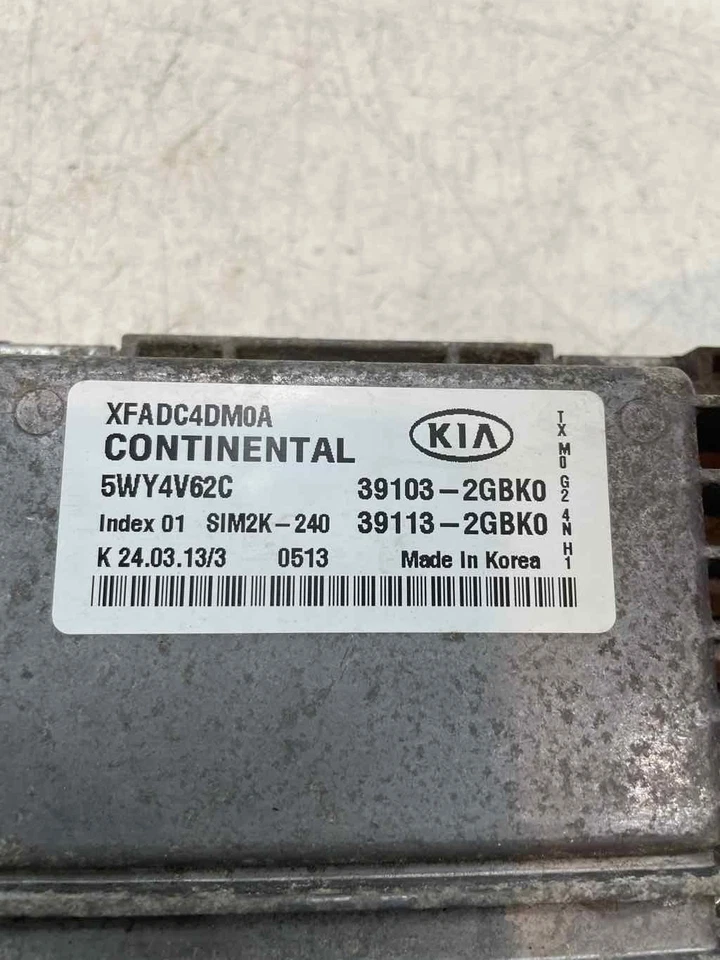 XFADC4DM0A
CONTINENTAL
KIA
5WY4V62C 39103-2GBK0
Index 01 SIM2K-240 39113-2GBK0
K 24.03.13/3 0513 Made In Korea
TX M0 G2 4N H1